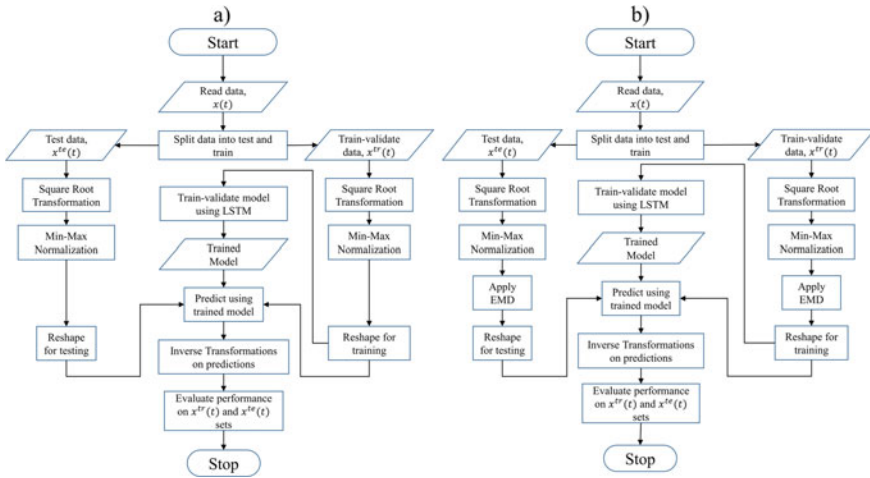 a)
Start
Read data,
x(t)
Test data,
x^{te}(t)
Split data into test and
train
Train-validate
data, x^{tr}(t)
Square Root
Transformation
Train-validate model
using LSTM
Square Root
Transformation
Min-Max
Normalization
Trained
Model
Min-Max
Normalization
Predict using
trained model
Reshape
for testing
Inverse Transformations
on predictions
Reshape for
training
Evaluate performance
on x^{tr}(t) and x^{te}(t)
sets
Stop
b)
Start
Read data,
x(t)
Test data,
x^{te}(t)
Split data into test and
train
Train-validate
data, x^{tr}(t)
Square Root
Transformation
Train-validate model
using LSTM
Square Root
Transformation
Min-Max
Normalization
Trained
Model
Min-Max
Normalization
Apply
EMD
Predict using
trained model
Apply
EMD
Reshape
for testing
Inverse Transformations
on predictions
Reshape for
training
Evaluate performance
on x^{tr}(t) and x^{te}(t)
sets
Stop